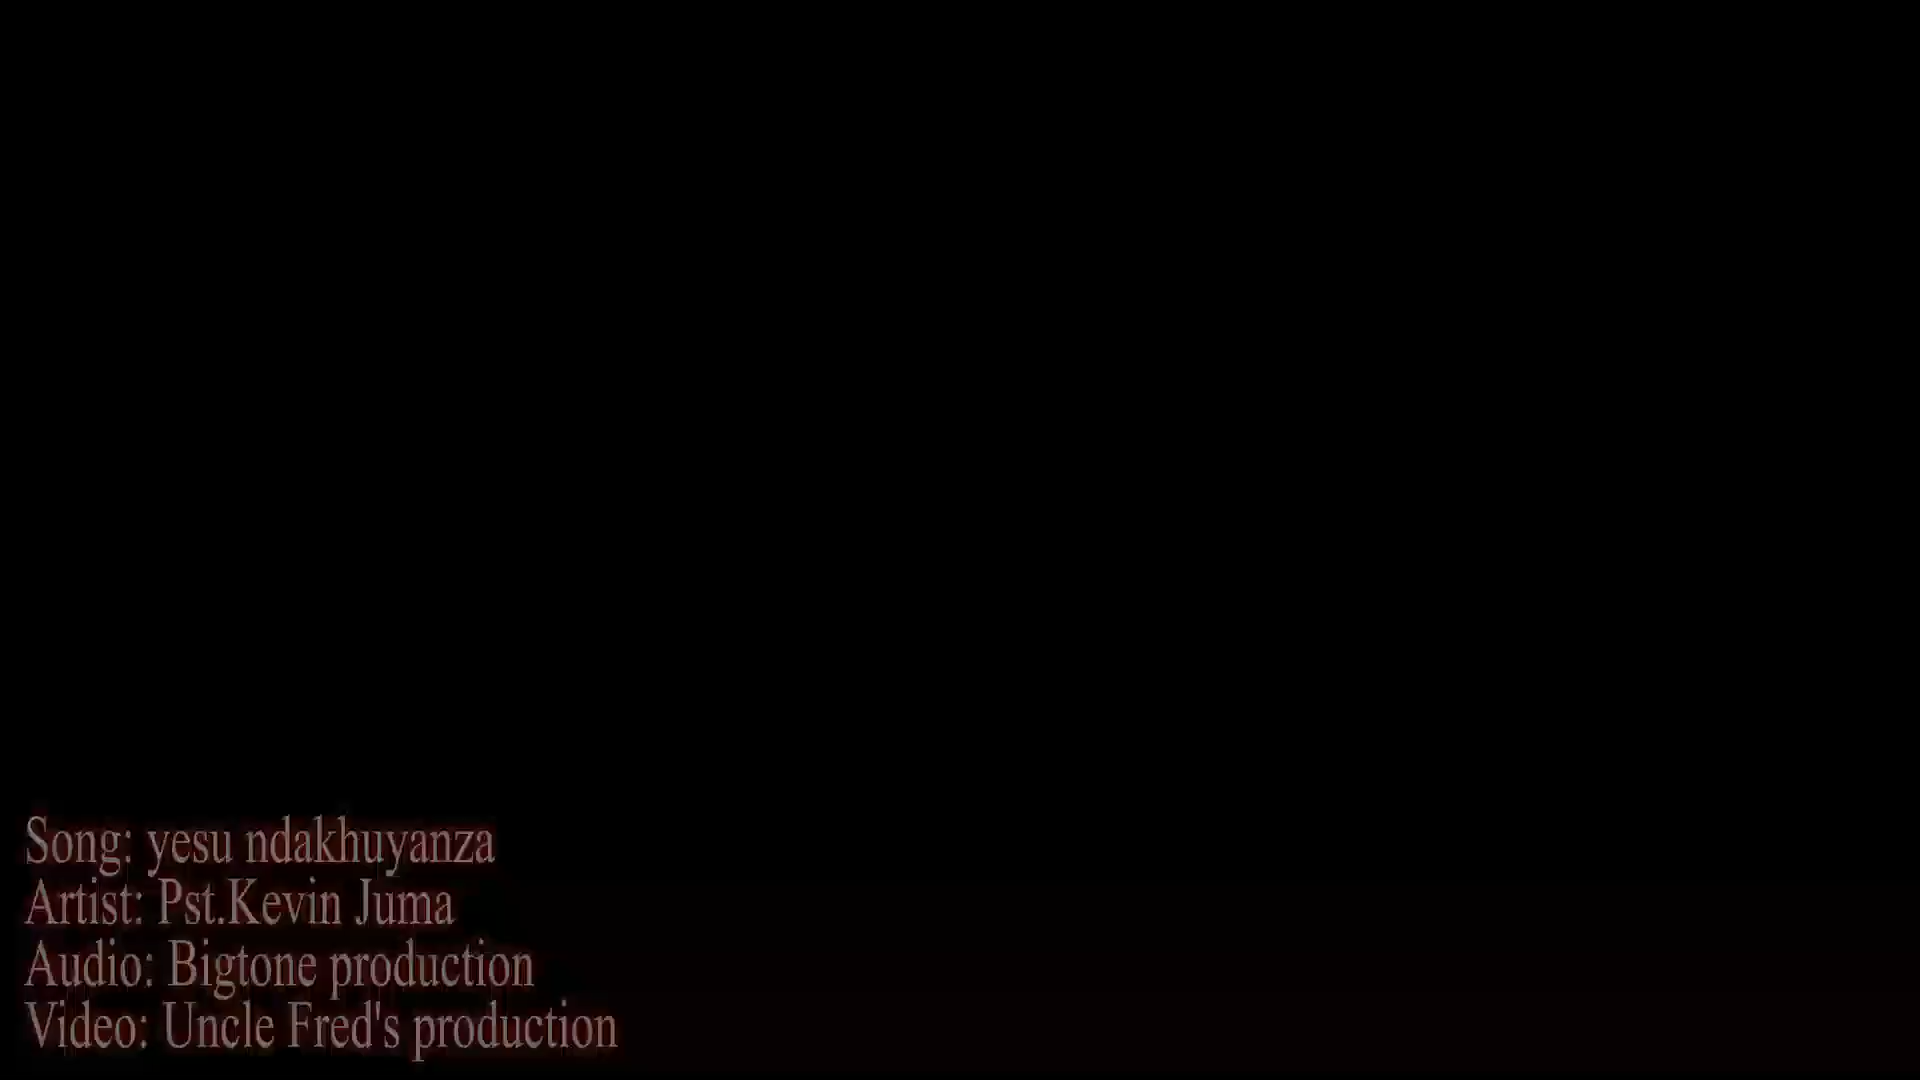 Song: yesu ndakhuyanza
Artist: Pst.Kevin Juma
Audio: Bigtone production
Video: Uncle Fred's production